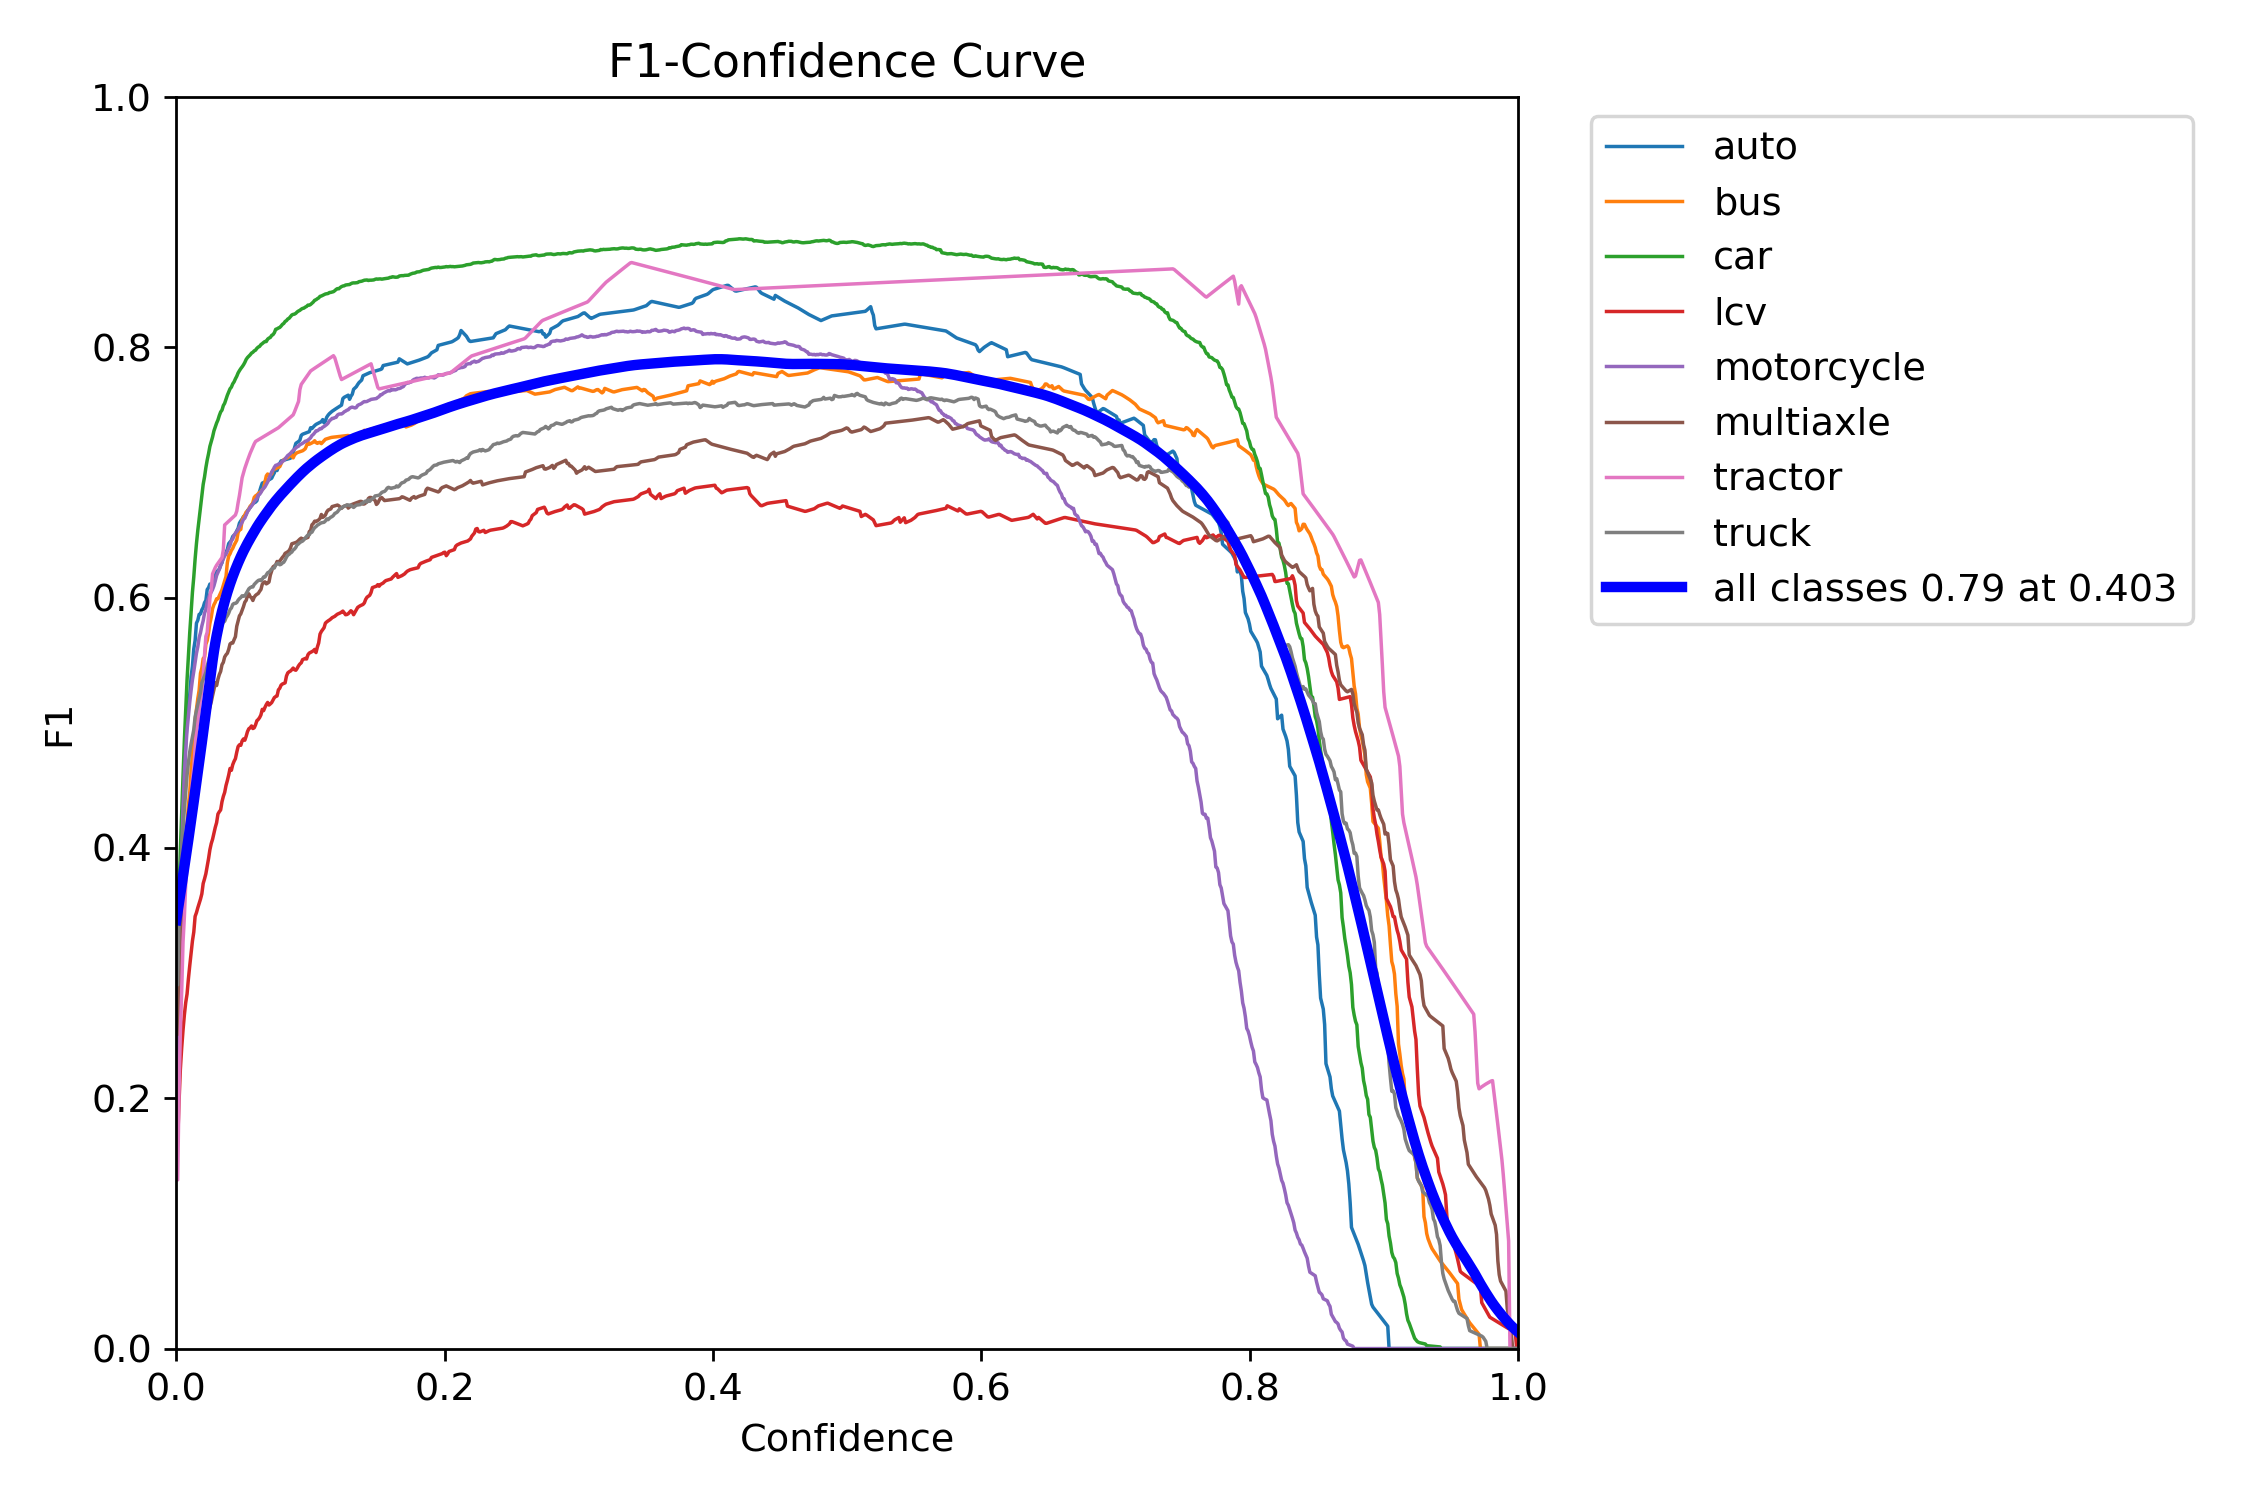 F1-Confidence Curve
1.0
0.8
0.6
0.4
0.2
0.0
F1
0.0 0.2 0.4 0.6 0.8 1.0
Confidence
auto
bus
car
lcv
motorcycle
multiaxle
tractor
truck
all classes 0.79 at 0.403